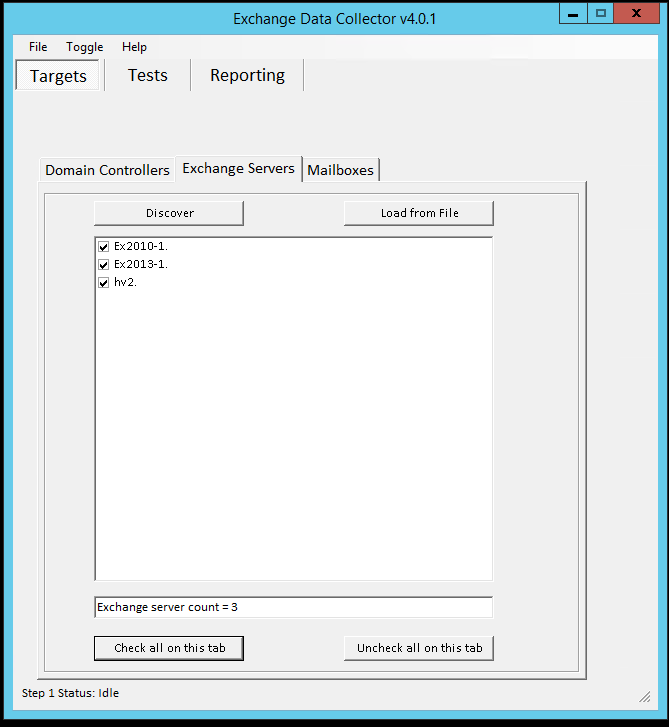 Exchange Data Collector v4.0.1
File Toggle Help
Targets Tests Reporting
Domain Controllers Exchange Servers Mailboxes
Discover Load from File
Ex2010-1.
Ex2013-1.
hv2.
Exchange server count = 3
Check all on this tab Uncheck all on this tab
Step 1 Status: Idle